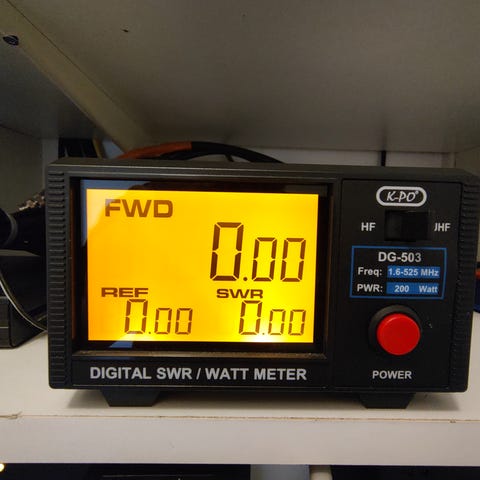 FWD
0.00
REF SWR
0.00 0.00
DIGITAL SWR / WATT METER
K-PO®
HF
DG-503
Freq: 1.6-525 MHz
PWR: 200 Watt
POWER